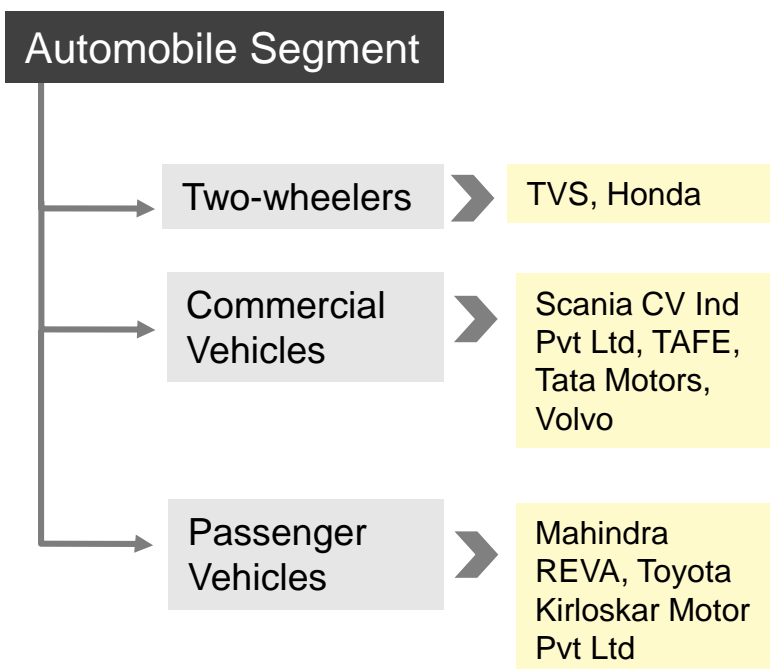 Automobile Segment
Two-wheelers
TVS, Honda
Commercial
Vehicles
Scania CV Ind
Pvt Ltd, TAFE,
Tata Motors,
Volvo
Passenger
Vehicles
Mahindra
REVA, Toyota
Kirloskar Motor
Pvt Ltd